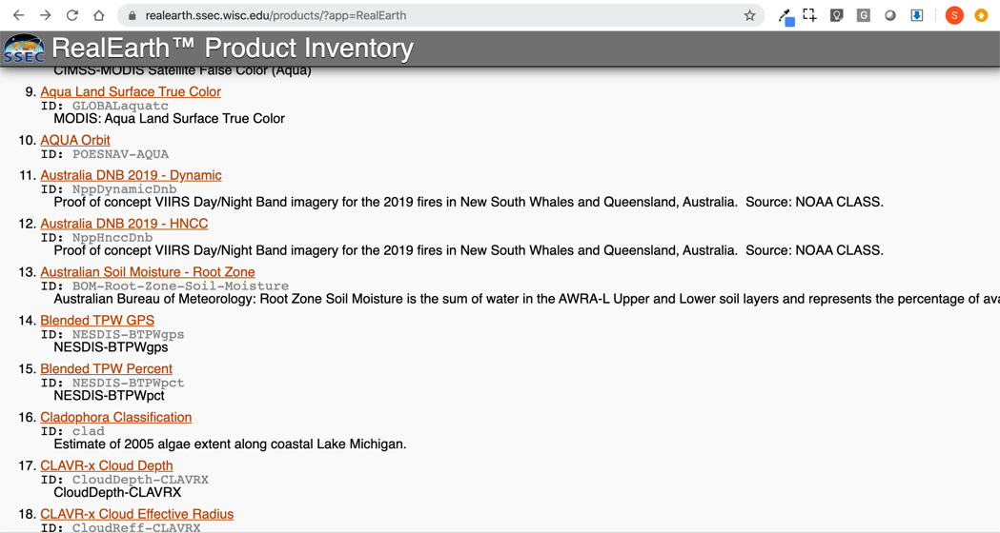 realearth.ssec.wisc.edu/products/?app=RealEarth
G
S
SSEC
RealEarth™ Product Inventory
CIMSS-MODIS Satellite False Color (Aqua)
9. Aqua Land Surface True Color
ID: GLOBALaquatc
MODIS: Aqua Land Surface True Color
10. AQUA Orbit
ID: POESNAV-AQUA
11. Australia DNB 2019 - Dynamic
ID: NppDynamicDnb
Proof of concept VIIRS Day/Night Band imagery for the 2019 fires in New South Whales and Queensland, Australia.  Source: NOAA CLASS.
12. Australia DNB 2019 - HNCC
ID: NppHnccDnb
Proof of concept VIIRS Day/Night Band imagery for the 2019 fires in New South Whales and Queensland, Australia.  Source: NOAA CLASS.
13. Australian Soil Moisture - Root Zone
ID: BOM-Root-Zone-Soil-Moisture
Australian Bureau of Meteorology: Root Zone Soil Moisture is the sum of water in the AWRA-L Upper and Lower soil layers and represents the percentage of ava
14. Blended TPW GPS
ID: NESDIS-BTPWgps
NESDIS-BTPWgps
15. Blended TPW Percent
ID: NESDIS-BTPWpct
NESDIS-BTPWpct
16. Cladophora Classification
ID: clad
Estimate of 2005 algae extent along coastal Lake Michigan.
17. CLAVR-x Cloud Depth
ID: CloudDepth-CLAVRX
CloudDepth-CLAVRX
18. CLAVR-x Cloud Effective Radius
ID: CloudReff-CLAVRX